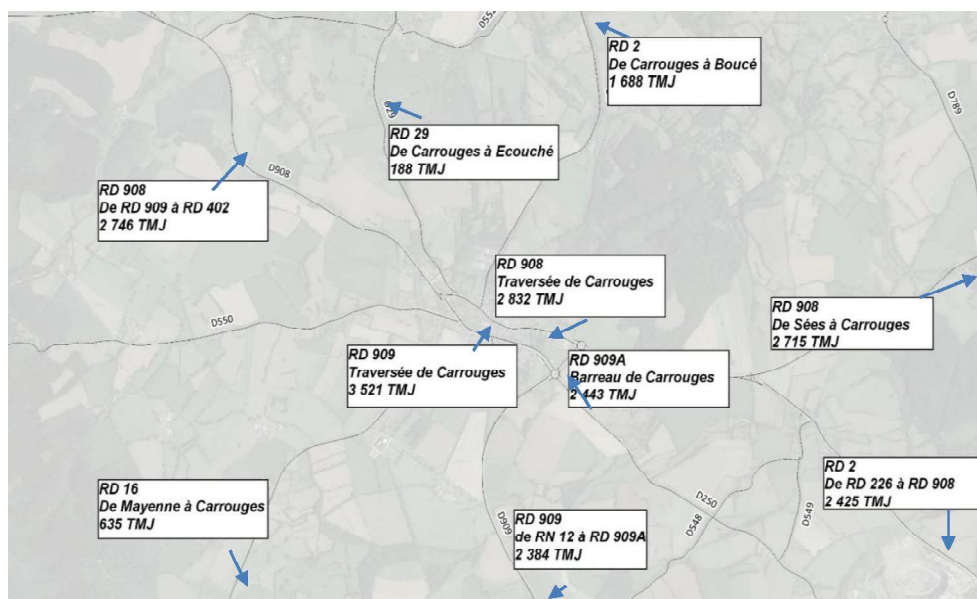 D552
RD 2
De Carrouges à Boucé
1 688 TMJ
D789
D29
RD 29
De Carrouges à Ecouché
188 TMJ
D908
RD 908
De RD 909 à RD 402
2 746 TMJ
RD 908
Traversée de Carrouges
2 832 TMJ
RD 908
De Sées à Carrouges
2 715 TMJ
D550
RD 909
Traversée de Carrouges
3 521 TMJ
RD 909A
Barreau de Carrouges
2 443 TMJ
RD 16
De Mayenne à Carrouges
635 TMJ
RD 2
De RD 226 à RD 908
2 425 TMJ
D250
D909
RD 909
de RN 12 à RD 909A
2 384 TMJ
D548
D549